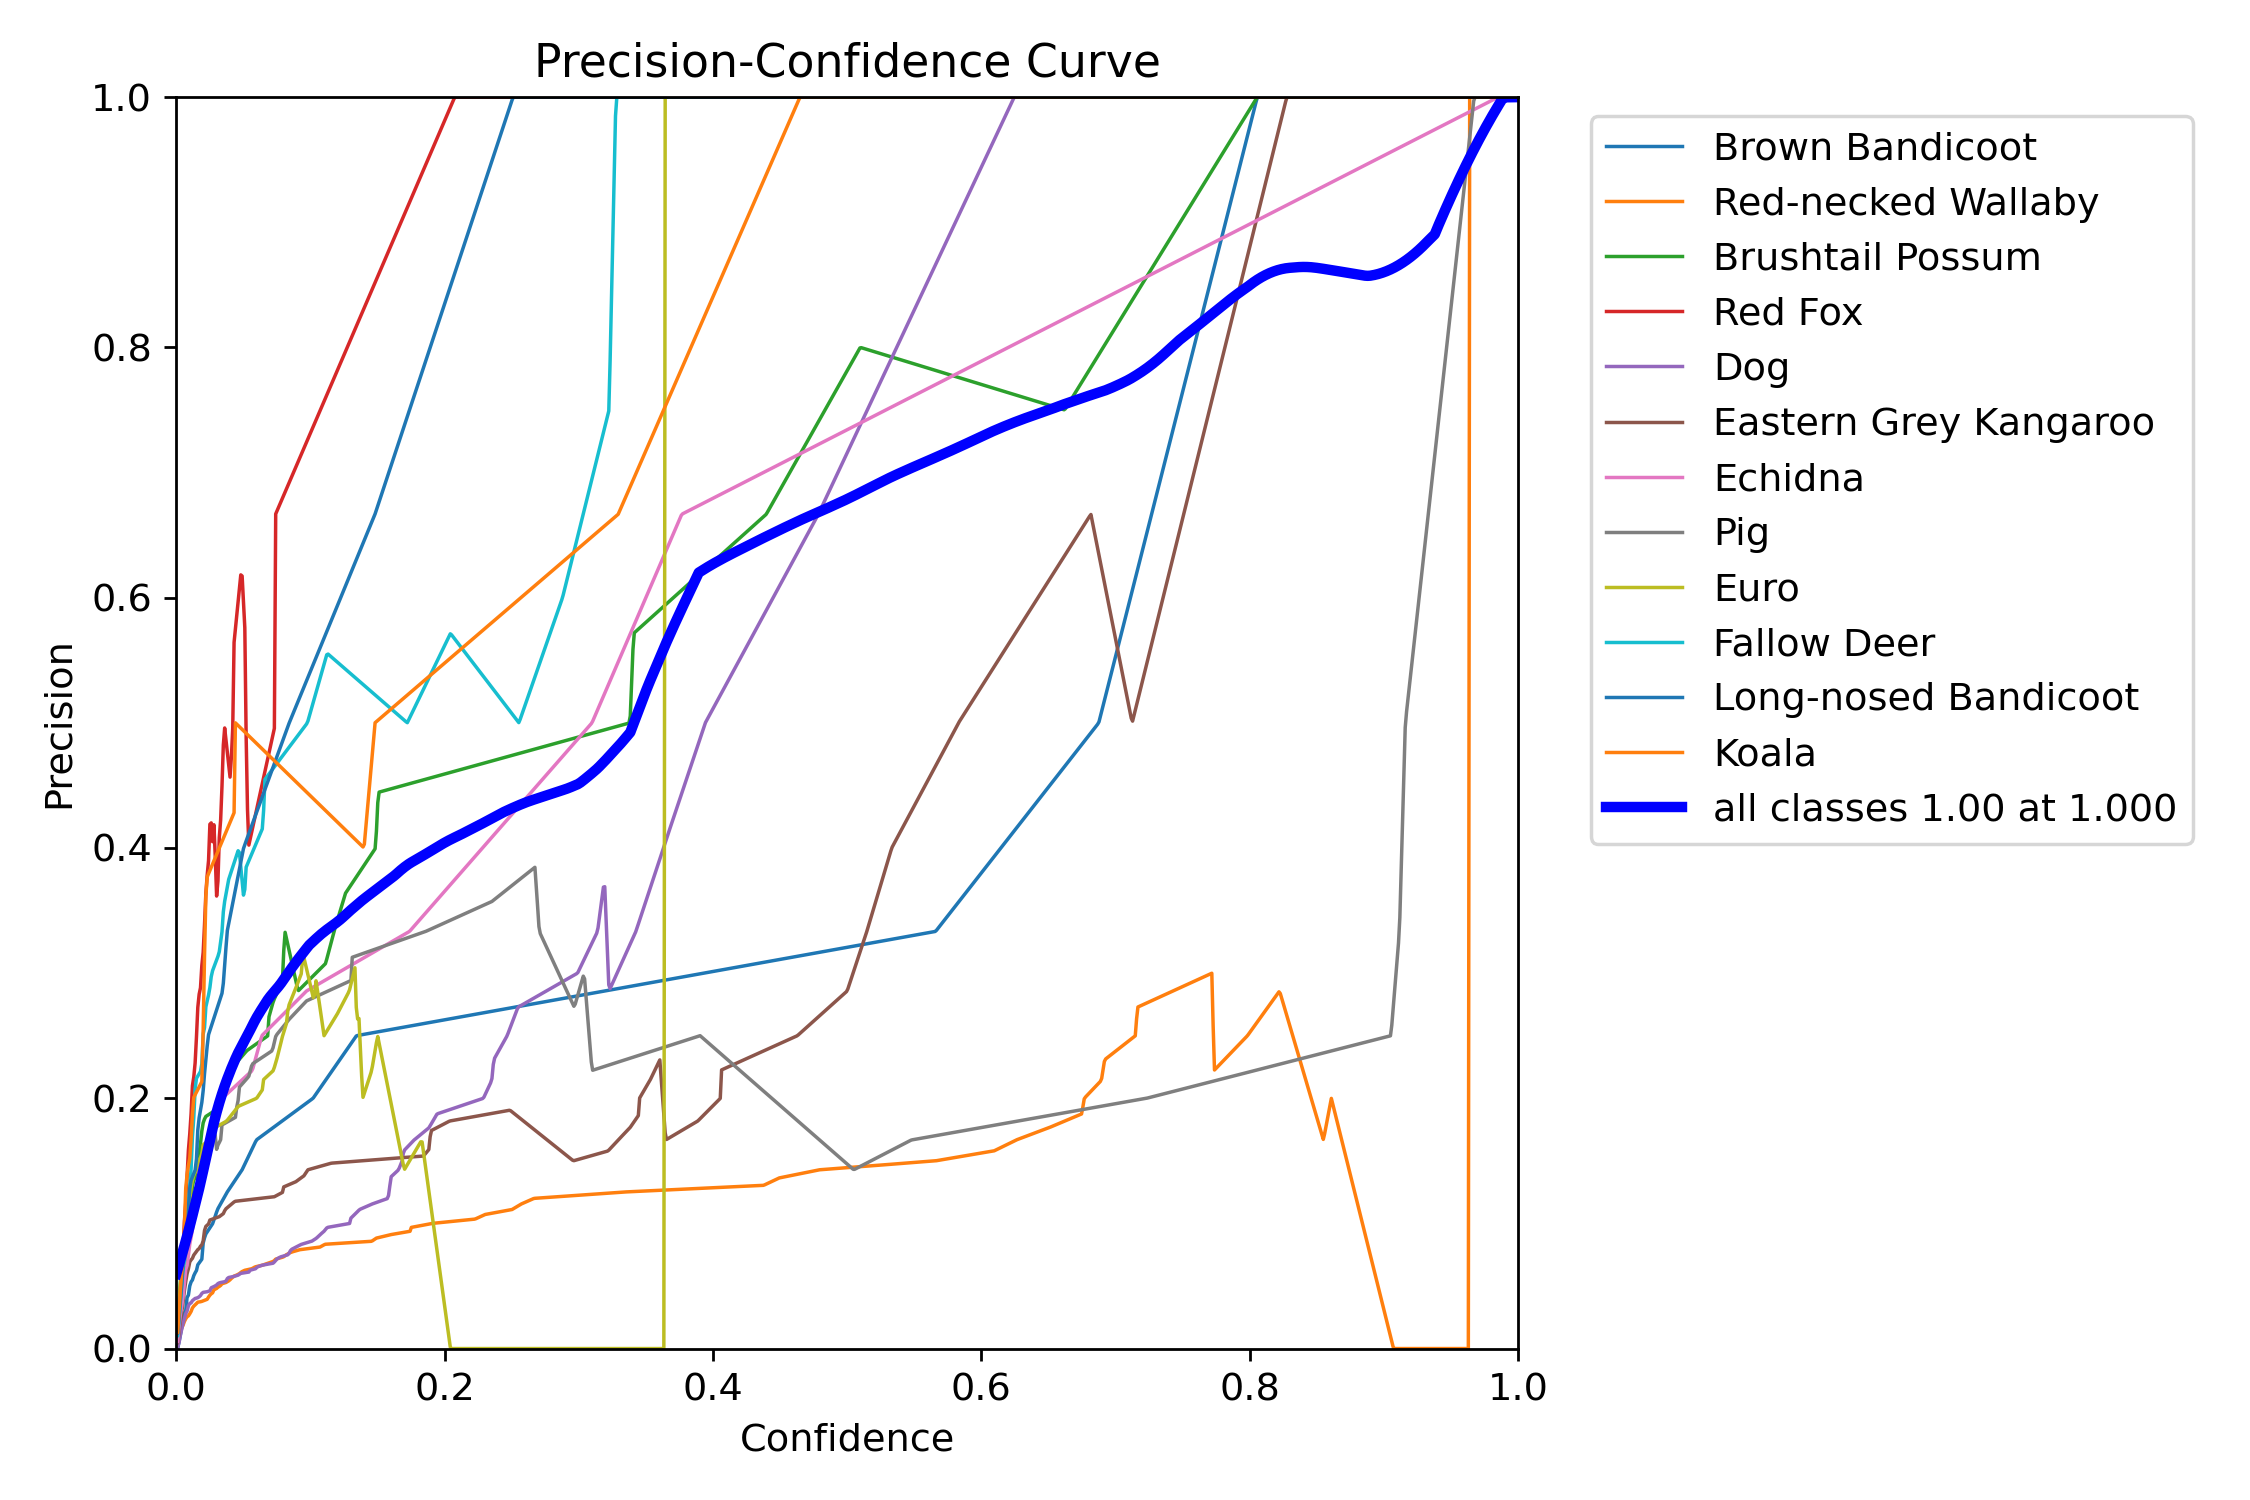 Precision-Confidence Curve
1.0
0.8
0.6
0.4
0.2
0.0
Precision
0.0 0.2 0.4 0.6 0.8 1.0
Confidence
Brown Bandicoot
Red-necked Wallaby
Brushtail Possum
Red Fox
Dog
Eastern Grey Kangaroo
Echidna
Pig
Euro
Fallow Deer
Long-nosed Bandicoot
Koala
all classes 1.00 at 1.000